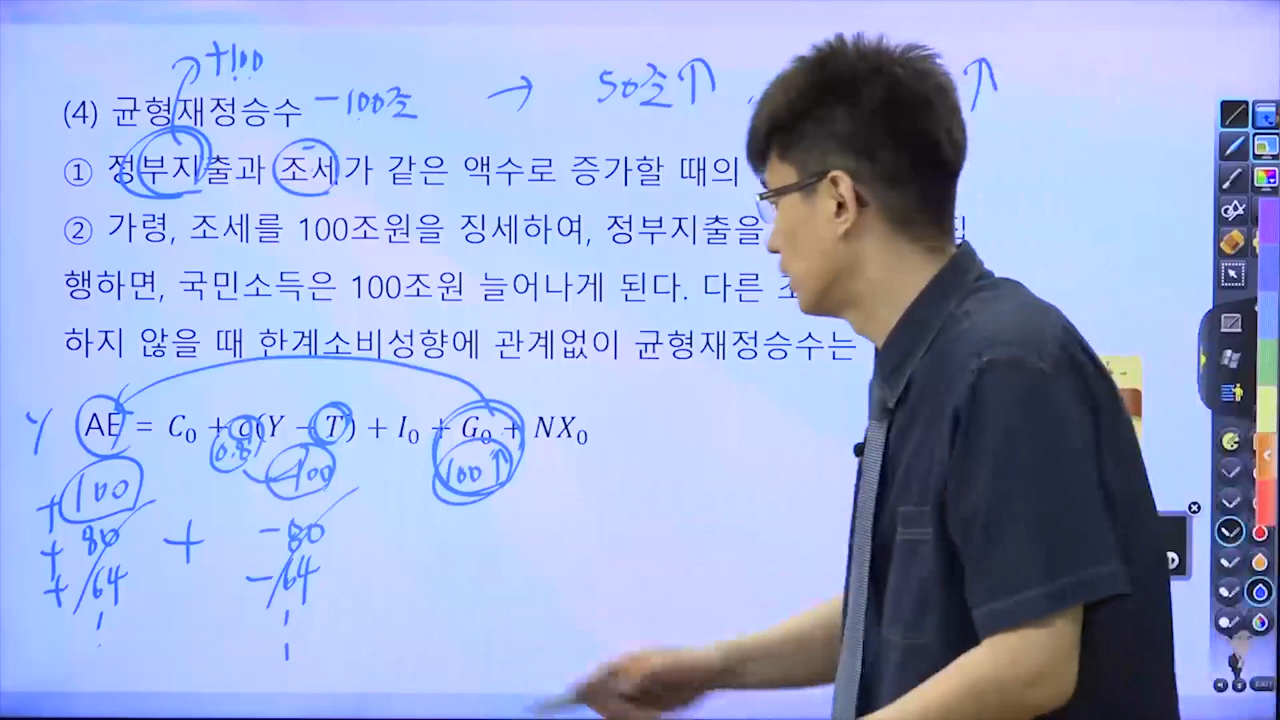 +100
(4) 균형재정승수 -100조 → 50조↑ ↑
① 정부지출과 조세가 같은 액수로 증가할 때의
② 가령, 조세를 100조원을 징세하여, 정부지출을
행하면, 국민소득은 100조원 늘어나게 된다. 다른
하지 않을 때 한계소비성향에 관계없이 균형재정승수는
Y AE = C₀ + c(Y − T) + I₀ + G₀ + NX₀
0.8 -100 100↑
+ 100
+ 80 + -80
+ 64 -64